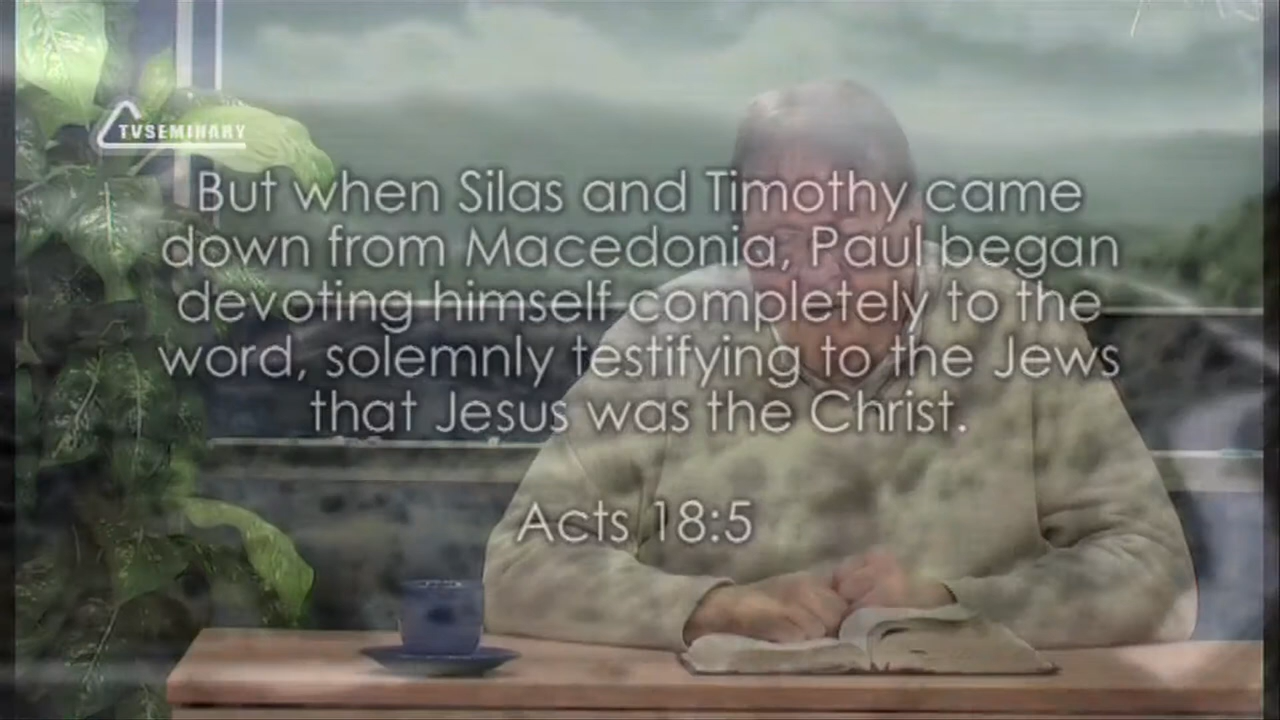 TVSEMINARY
But when Silas and Timothy came
down from Macedonia, Paul began
devoting himself completely to the
word, solemnly testifying to the Jews
that Jesus was the Christ.
Acts 18:5